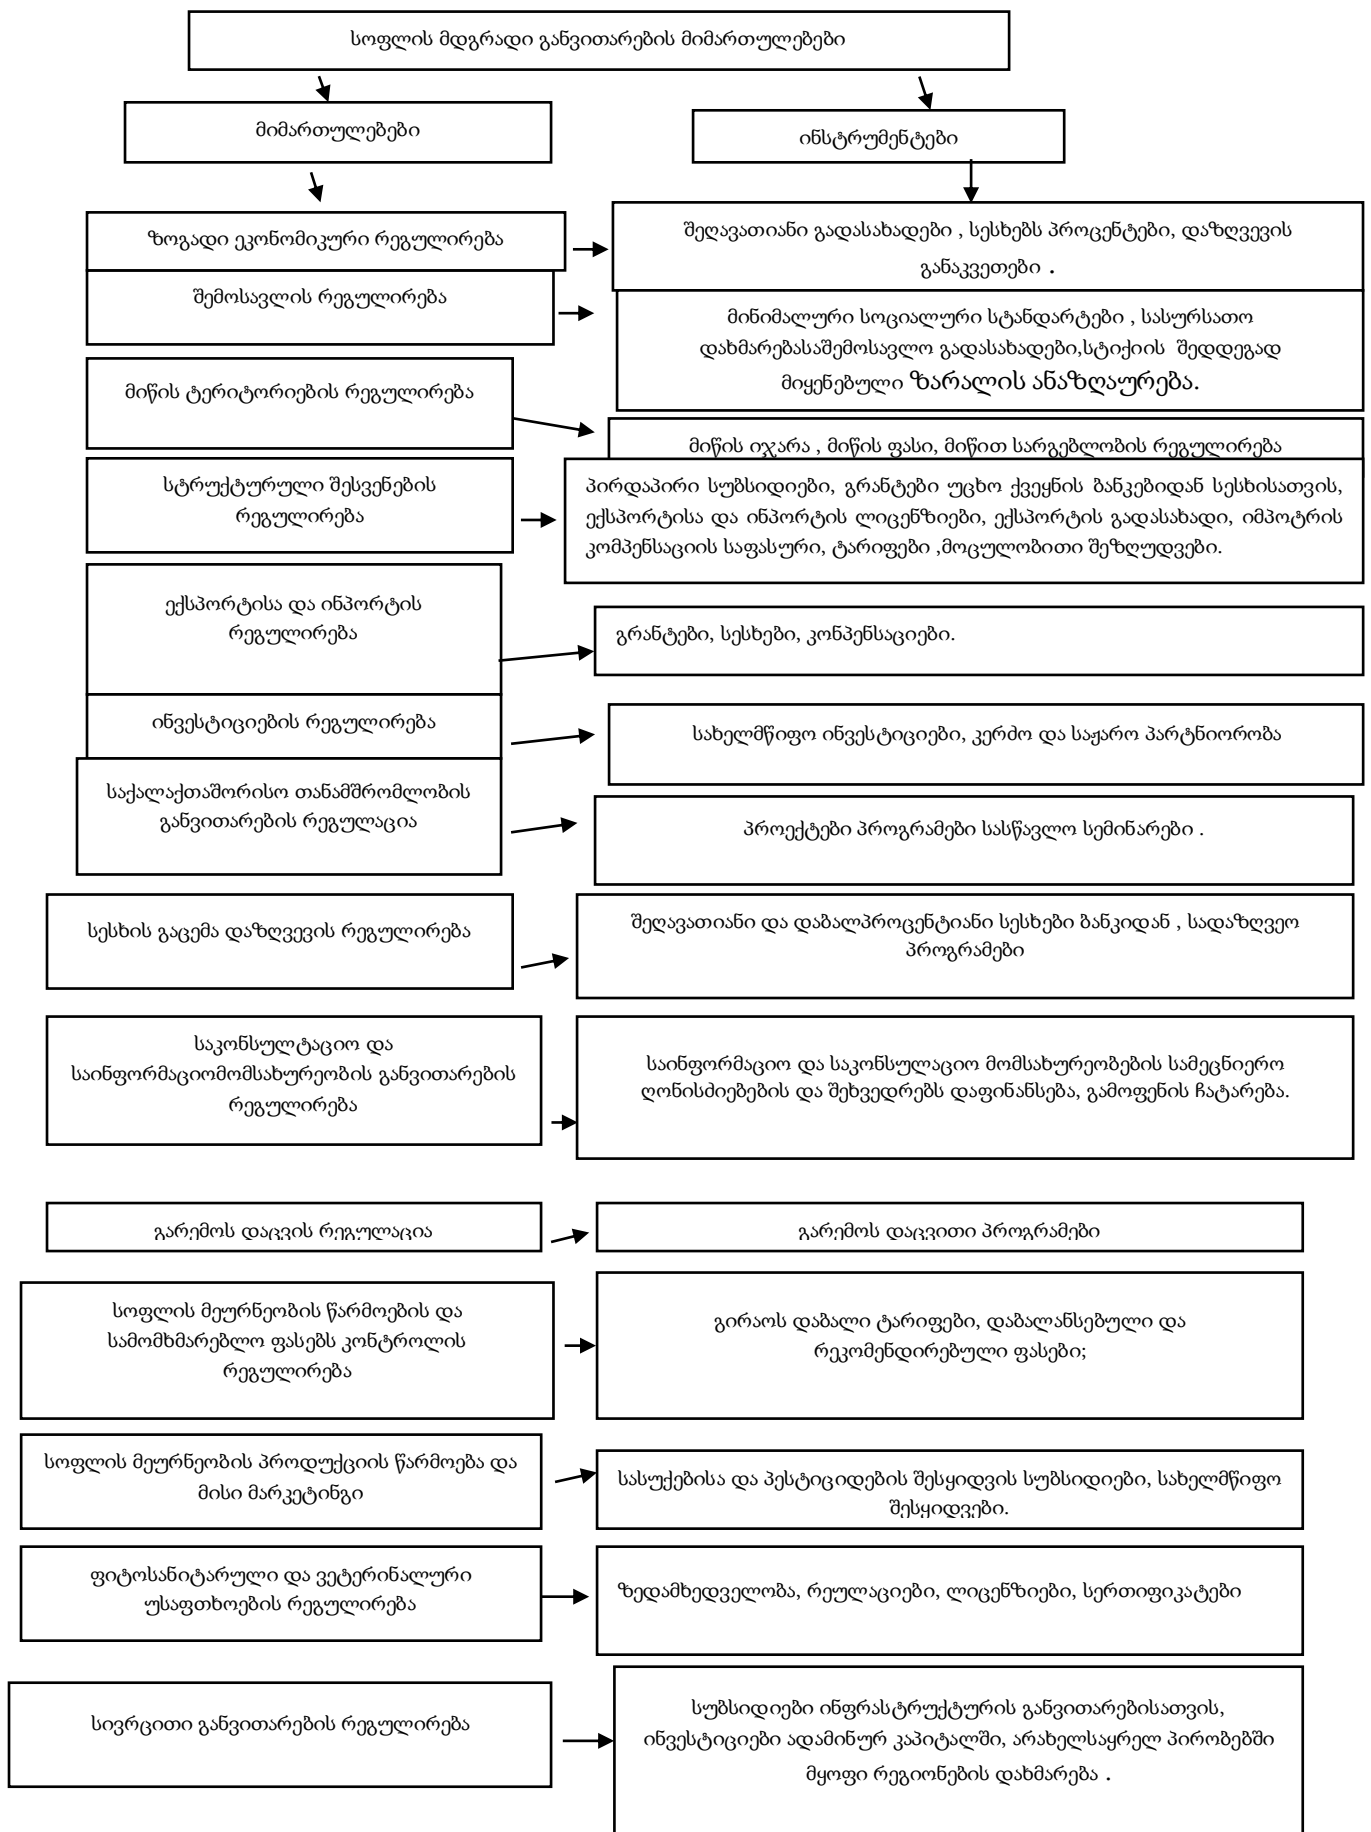 სოფლის მდგრადი განვითარების მიმართულებები
მიმართულებები
ინსტრუმენტები
ზოგადი ეკონომიკური რეგულირება
შეღავათიანი გადასახადები , სესხებს პროცენტები, დაზღვევის
განაკვეთები .
შემოსავლის რეგულირება
მინიმალური სოციალური სტანდარტები , სასურსათო
დახმარებასაშემოსავლო გადასახადები,სტიქიის შედდეგად
მიყენებული ზარალის ანაზღაურება.
მიწის ტერიტორიების რეგულირება
მიწის იჯარა , მიწის ფასი, მიწით სარგებლობის რეგულირება
სტრუქტურული შესვენების
რეგულირება
პირდაპირი სუბსიდიები, გრანტები უცხო ქვეყნის ბანკებიდან სესხისათვის,
ექსპორტისა და ინპორტის ლიცენზიები, ექსპორტის გადასახადი, იმპოტრის
კომპენსაციის საფასური, ტარიფები ,მოცულობითი შეზღუდვები.
ექსპორტისა და ინპორტის
რეგულირება
გრანტები, სესხები, კონპენსაციები.
ინვესტიციების რეგულირება
სახელმწიფო ინვესტიციები, კერძო და საჟარო პარტნიორობა
საქალაქთაშორისო თანამშრომლობის
განვითარების რეგულაცია
პროექტები პროგრამები სასწავლო სემინარები .
სესხის გაცემა დაზღვევის რეგულირება
შეღავათიანი და დაბალპროცენტიანი სესხები ბანკიდან , სადაზღვეო
პროგრამები
საკონსულტაციო და
საინფორმაციომომსახურეობის განვითარების
რეგულირება
საინფორმაციო და საკონსულაციო მომსახურეობების სამეცნიერო
ღონისძიებების და შეხვედრებს დაფინანსება, გამოფენის ჩატარება.
გარემოს დაცვის რეგულაცია
გარემოს დაცვითი პროგრამები
სოფლის მეურნეობის წარმოების და
სამომხმარებლო ფასებს კონტროლის
რეგულირება
გირაოს დაბალი ტარიფები, დაბალანსებული და
რეკომენდირებული ფასები;
სოფლის მეურნეობის პროდუქციის წარმოება და
მისი მარკეტინგი
სასუქებისა და პესტიციდების შესყიდვის სუბსიდიები, სახელმწიფო
შესყიდვები.
ფიტოსანიტარული და ვეტერინალური
უსაფთხოების რეგულირება
ზედამხედველობა, რეულაციები, ლიცენზიები, სერთიფიკატები
სივრცითი განვითარების რეგულირება
სუბსიდიები ინფრასტრუქტურის განვითარებისათვის,
ინვესტიციები ადამინურ კაპიტალში, არახელსაყრელ პირობებში
მყოფი რეგიონების დახმარება .